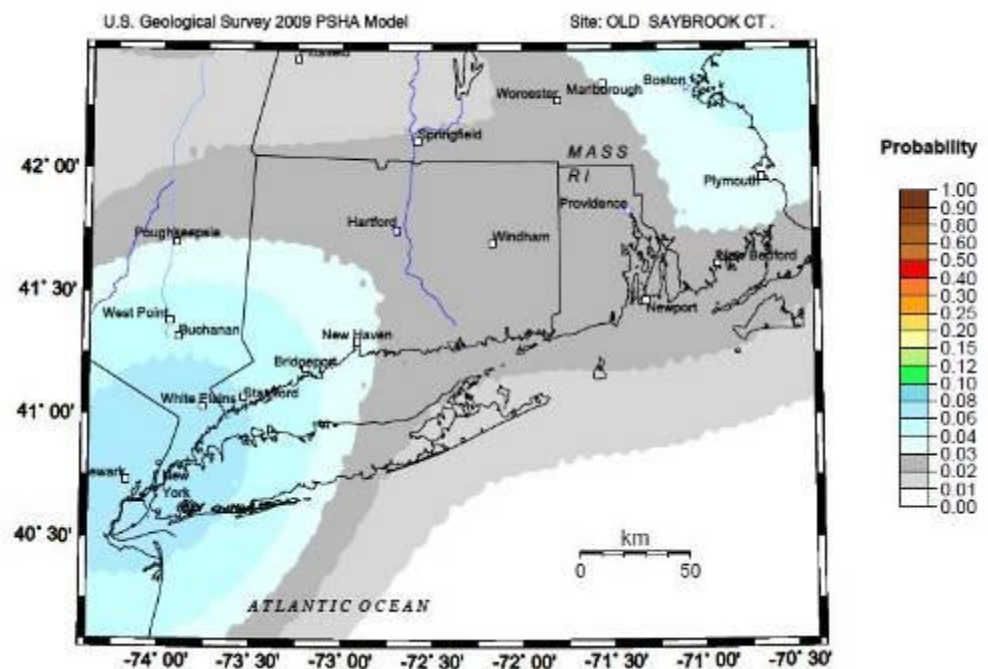 U.S. Geological Survey 2009 PSHA Model
Site: OLD SAYBROOK CT .
Worcester
Marlborough
Boston
Springfield
42° 00'
MASS
RI
Plymouth
Providence
Hartford
Windham
Poughkeepsie
New Bedford
41° 30'
West Point
Buchanan
Newport
New Haven
Bridgeport
41° 00'
White Plains
Stamford
ewark
New
York
40° 30'
km
0 50
ATLANTIC OCEAN
-74° 00' -73° 30' -73° 00' -72° 30' -72° 00' -71° 30' -71° 00' -70° 30'
Probability
1.00
0.90
0.80
0.60
0.50
0.40
0.30
0.25
0.20
0.15
0.12
0.10
0.08
0.06
0.04
0.03
0.02
0.01
0.00